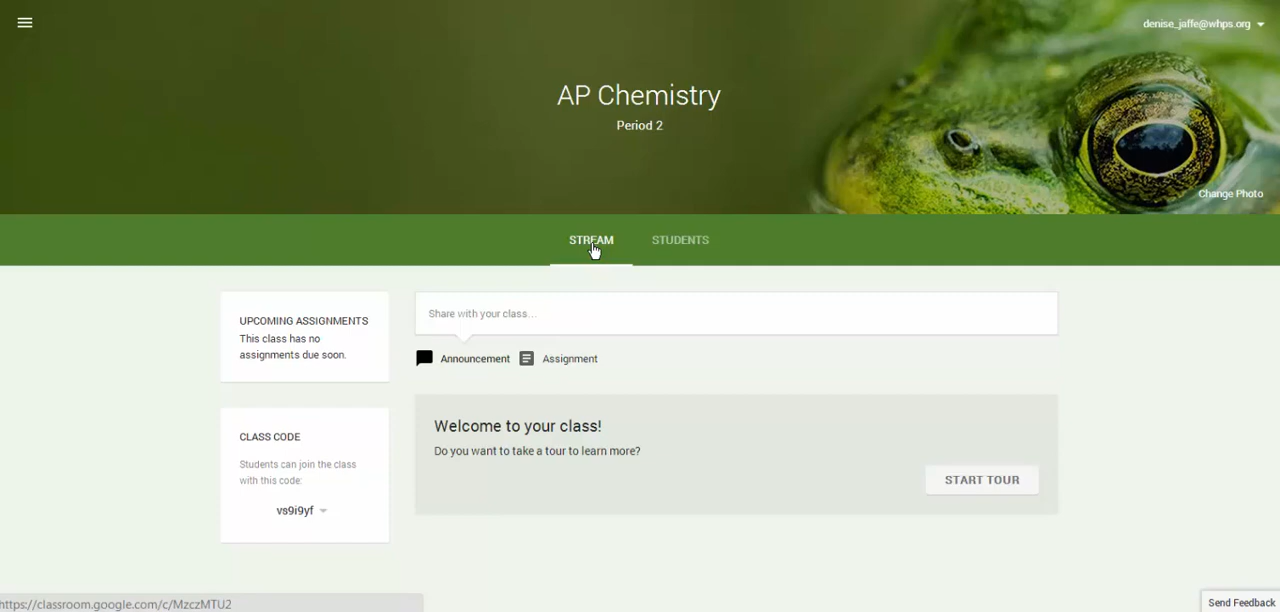 denise_jaffe@whps.org
AP Chemistry
Period 2
Change Photo
STREAM
STUDENTS
UPCOMING ASSIGNMENTS
This class has no
assignments due soon.
Share with your class...
Announcement
Assignment
CLASS CODE
Students can join the class
with this code:
vs9i9yf
Welcome to your class!
Do you want to take a tour to learn more?
START TOUR
https://classroom.google.com/c/MzczMTU2
Send Feedback